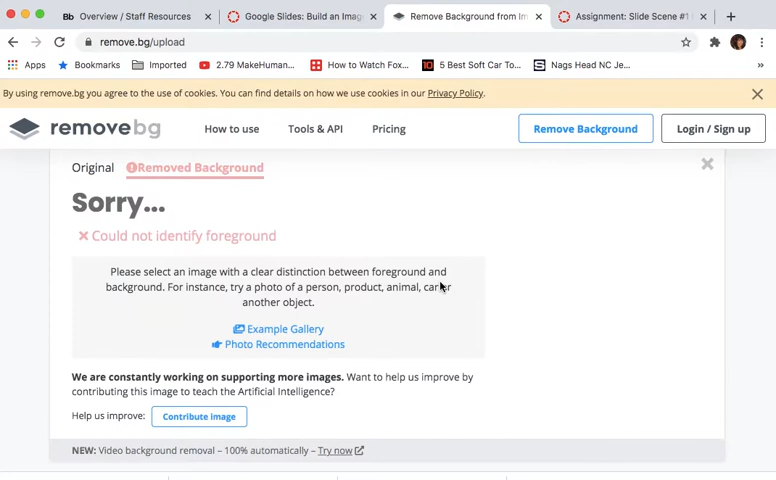 Bb Overview / Staff Resources
Google Slides: Build an Imag
Remove Background from Im
Assignment: Slide Scene #1
remove.bg/upload
Apps
Bookmarks
Imported
2.79 MakeHuman...
How to Watch Fox...
10 5 Best Soft Car To...
Nags Head NC Je...
»
By using remove.bg you agree to the use of cookies. You can find details on how we use cookies in our Privacy Policy.
removebg
How to use
Tools & API
Pricing
Remove Background
Login / Sign up
Original
Removed Background
Sorry...
Could not identify foreground
Please select an image with a clear distinction between foreground and
background. For instance, try a photo of a person, product, animal, car or
another object.
Example Gallery
Photo Recommendations
We are constantly working on supporting more images. Want to help us improve by
contributing this image to teach the Artificial Intelligence?
Help us improve: Contribute Image
NEW: Video background removal – 100% automatically – Try now